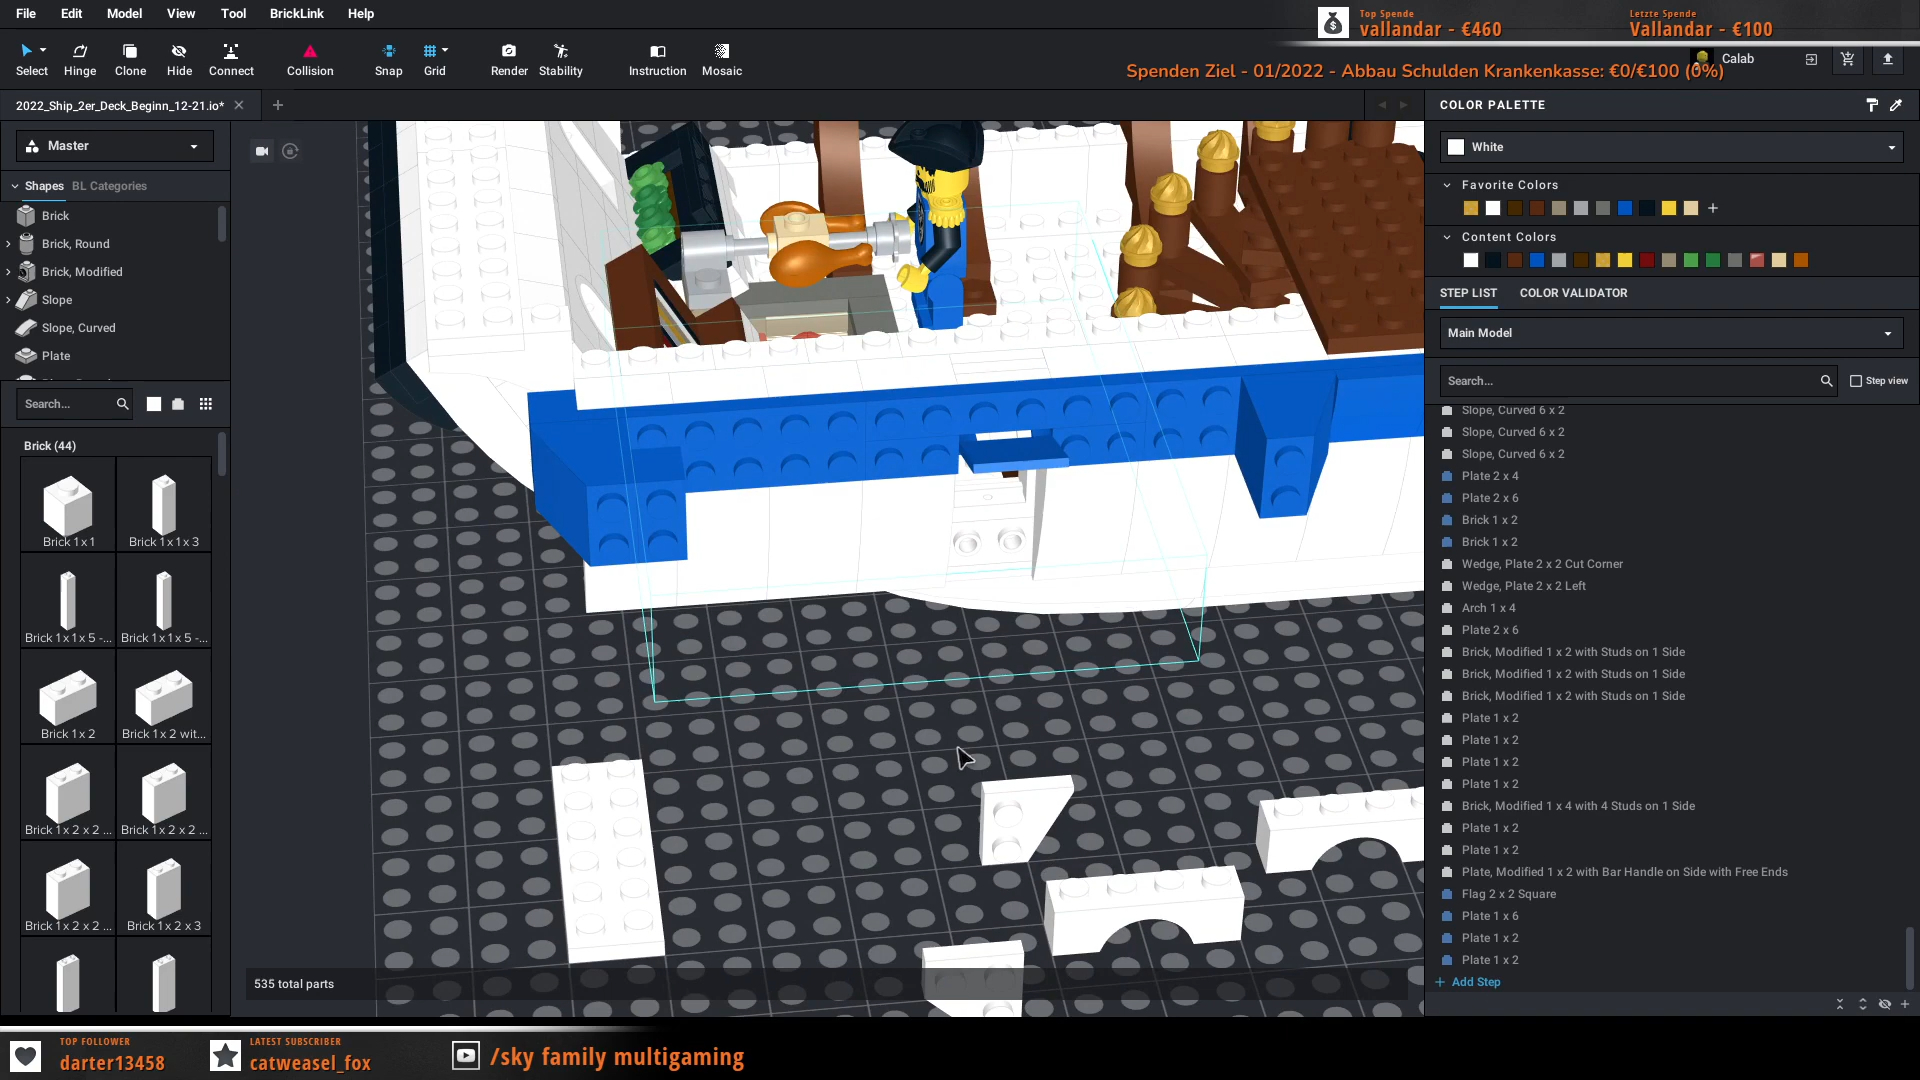 File Edit Model View Tool BrickLink Help
Top Spende
vallandar - €460
Letzte Spende
Vallandar - €100
Select Hinge Clone Hide Connect Collision Snap Grid Render Stability Instruction Mosaic
Calab
Spenden Ziel - 01/2022 - Abbau Schulden Krankenkasse: €0/€100 (0%)
2022_Ship_2er_Deck_Beginn_12-21.io*
COLOR PALETTE
Master
White
Shapes BL Categories
Favorite Colors
Brick
Brick, Round
Content Colors
Brick, Modified
Slope
STEP LIST COLOR VALIDATOR
Slope, Curved
Main Model
Plate
Search...
Step view
Search...
Brick (44)
Brick 1 x 1
Brick 1 x 1 x 3
Brick 1 x 1 x 5 -...
Brick 1 x 1 x 5 -...
Brick 1 x 2
Brick 1 x 2 wit...
Brick 1 x 2 x 2 ...
Brick 1 x 2 x 2 ...
Brick 1 x 2 x 2 ...
Brick 1 x 2 x 3
535 total parts
Slope, Curved 6 x 2
Slope, Curved 6 x 2
Slope, Curved 6 x 2
Plate 2 x 4
Plate 2 x 6
Brick 1 x 2
Brick 1 x 2
Wedge, Plate 2 x 2 Cut Corner
Wedge, Plate 2 x 2 Left
Arch 1 x 4
Plate 2 x 6
Brick, Modified 1 x 2 with Studs on 1 Side
Brick, Modified 1 x 2 with Studs on 1 Side
Brick, Modified 1 x 2 with Studs on 1 Side
Plate 1 x 2
Plate 1 x 2
Plate 1 x 2
Plate 1 x 2
Brick, Modified 1 x 4 with 4 Studs on 1 Side
Plate 1 x 2
Plate 1 x 2
Plate, Modified 1 x 2 with Bar Handle on Side with Free Ends
Flag 2 x 2 Square
Plate 1 x 6
Plate 1 x 2
Plate 1 x 2
Add Step
TOP FOLLOWER
darter13458
LATEST SUBSCRIBER
catweasel_fox
/sky family multigaming